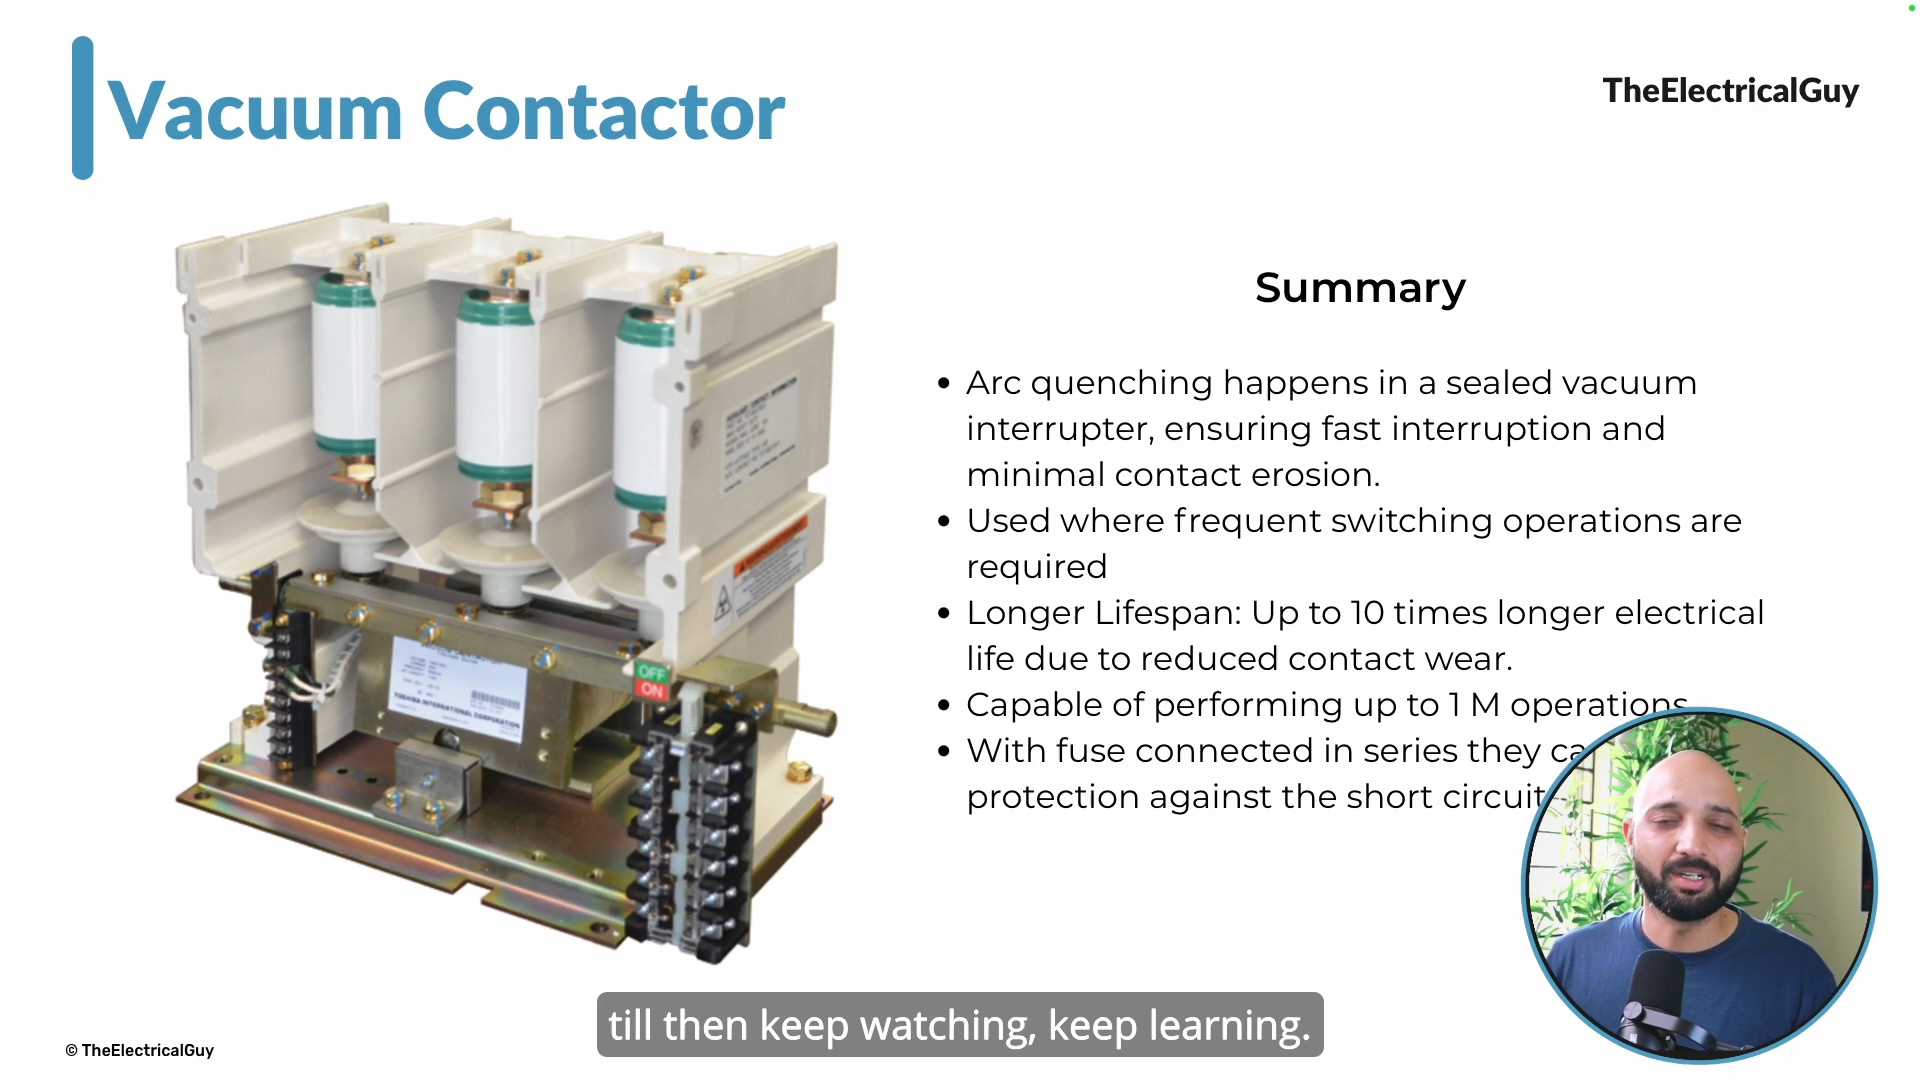 Vacuum Contactor
TheElectricalGuy
Summary
• Arc quenching happens in a sealed vacuum
interrupter, ensuring fast interruption and
minimal contact erosion.
• Used where frequent switching operations are
required
• Longer Lifespan: Up to 10 times longer electrical
life due to reduced contact wear.
• Capable of performing up to 1 M operations
• With fuse connected in series they
protection against the short circuit
OFF
ON
TOSHIBA INTERNATIONAL CORPORATION
till then keep watching, keep learning.
© TheElectricalGuy